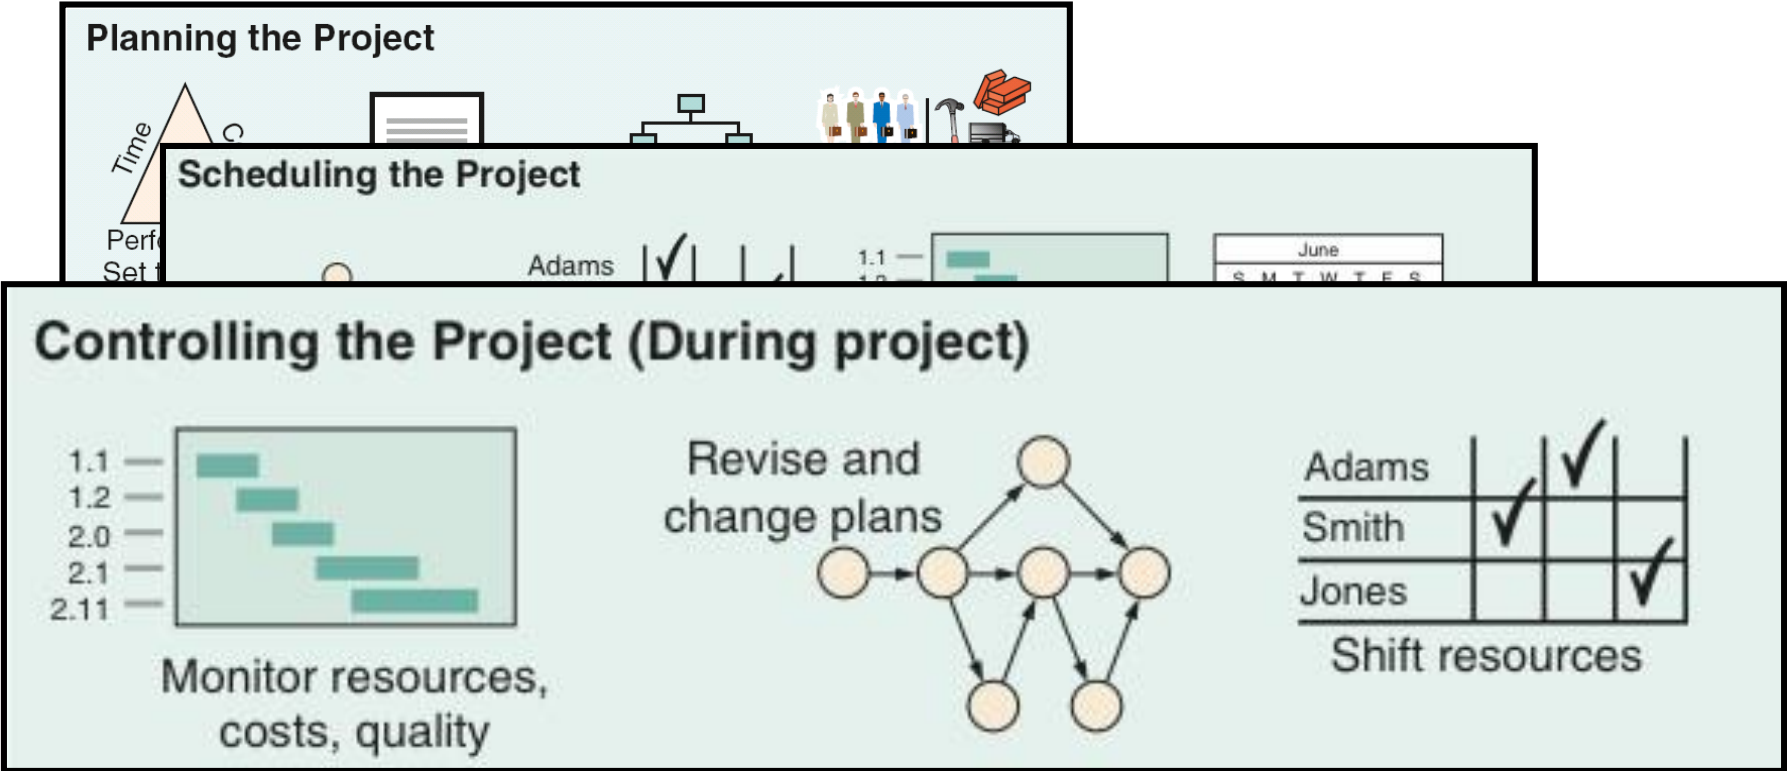 Planning the Project
Time
Set t
Scheduling the Project
Adams
1.1
June
S M T W T F S
Controlling the Project (During project)
1.1
1.2
2.0
2.1
2.11
Monitor resources,
costs, quality
Revise and
change plans
Adams
Smith
Jones
Shift resources